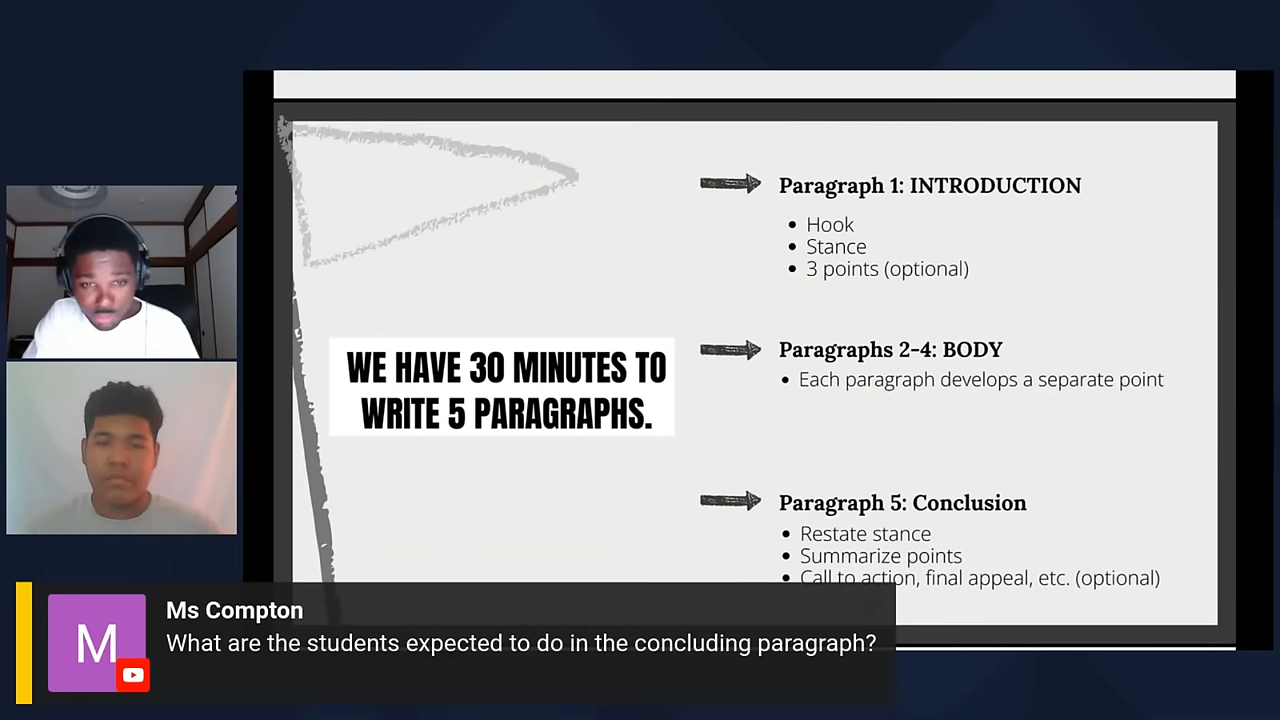 WE HAVE 30 MINUTES TO
WRITE 5 PARAGRAPHS.
Paragraph 1: INTRODUCTION
• Hook
• Stance
• 3 points (optional)
Paragraphs 2-4: BODY
• Each paragraph develops a separate point
Paragraph 5: Conclusion
• Restate stance
• Summarize points
• Call to action, final appeal, etc. (optional)
M
Ms Compton
What are the students expected to do in the concluding paragraph?